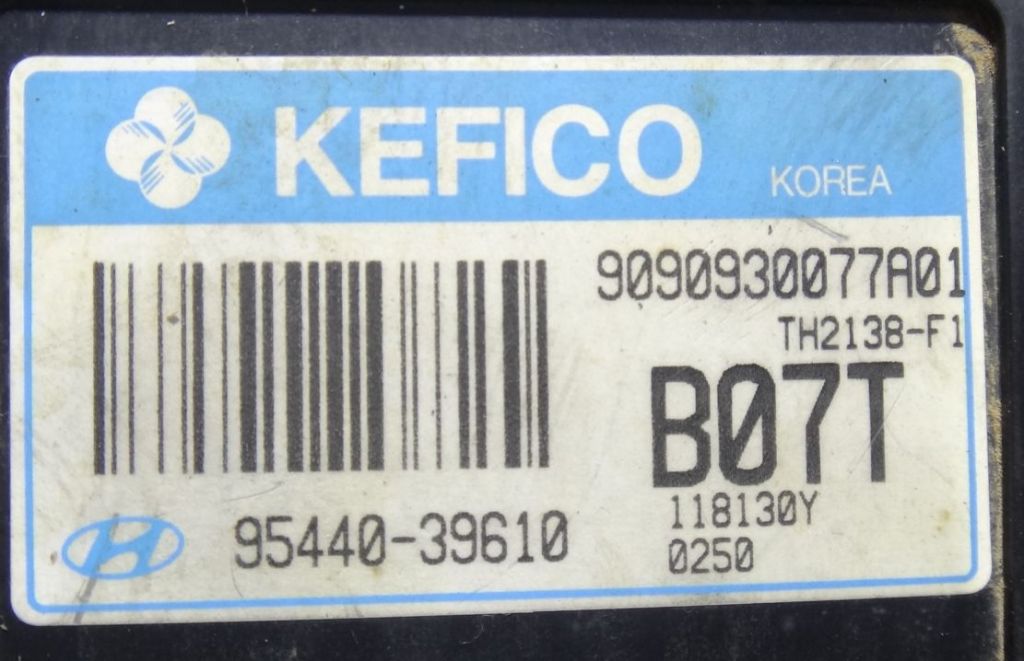 KEFICO
KOREA
9090930077A01
TH2138-F1
B07T
118130Y
0250
95440-39610